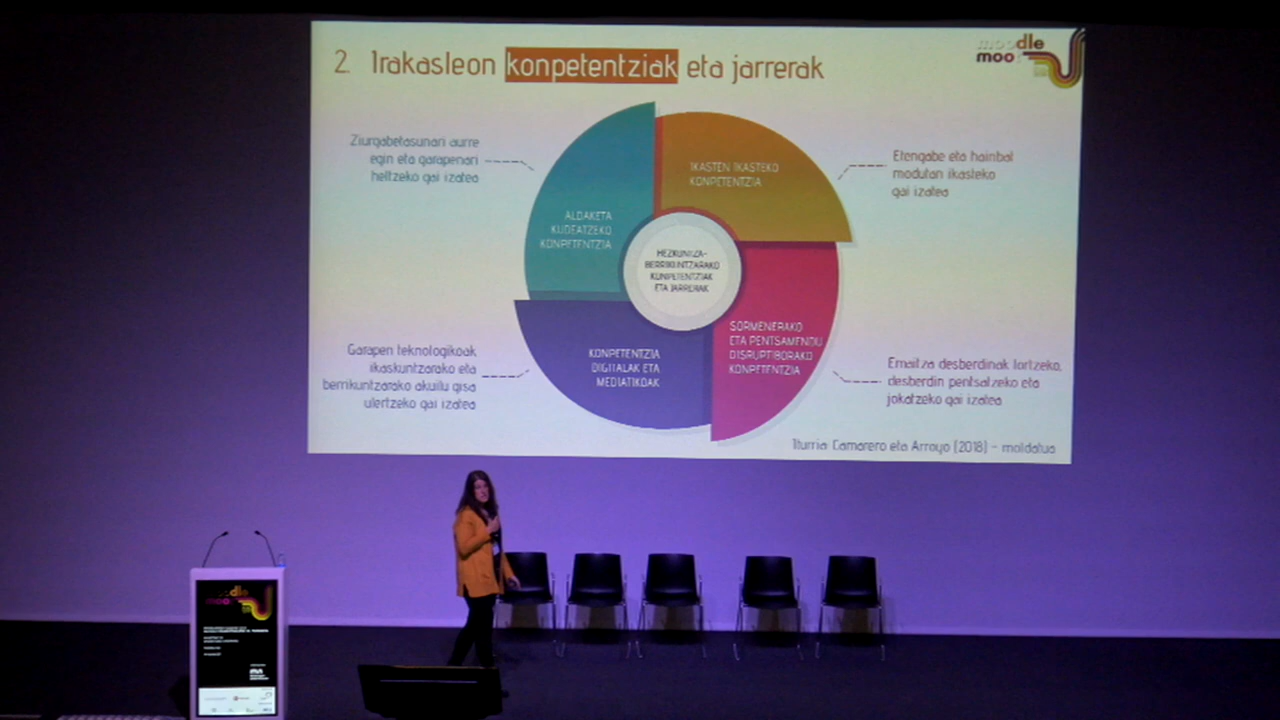 2. Irakasleon konpetentziak eta jarrerak
moodle
moot
Ziurgabetasunari aurre
egin eta garapenari
heltzeko gai izatea
IKASTEN IKASTEKO
KONPETENTZIA
Etengabe eta hainbat
modutan ikasteko
gai izatea
ALDAKETA
KUDEATZEKO
KONPETENTZIA
HEZKUNTZA-
BERRIKUNTZARAKO
KONPETENTZIAK
ETA JARRERAK
Garapen teknologikoak
ikaskuntzarako eta
berrikuntzarako akuilu gisa
ulertzeko gai izatea
KONPETENTZIA
DIGITALAK ETA
MEDIATIKOAK
SORMENERAKO
ETA PENTSAMENDU
DISRUPTIBORAKO
KONPETENTZIA
Emaitza desberdinak lortzeko,
desberdin pentsatzeko eta
jokatzeko gai izatea
Iturria: Camarero eta Arroyo (2018) - moldatua